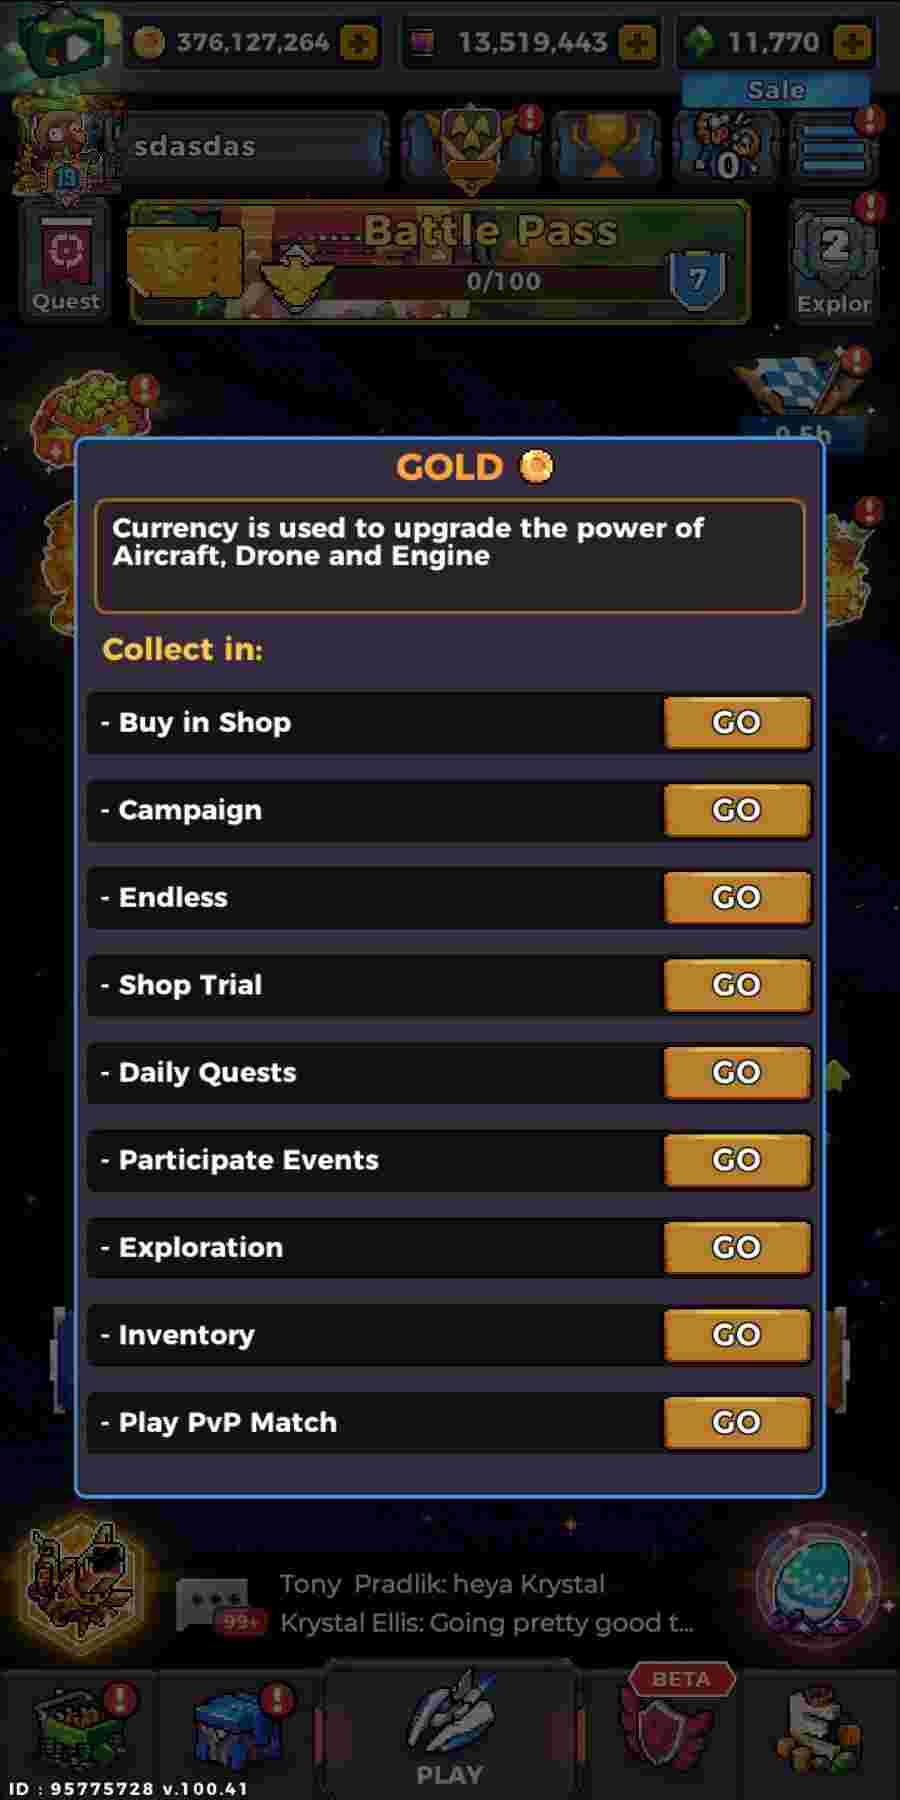 376,127,264
13,519,443
11,770
Sale
19
sdasdas
0
Quest
Battle Pass
0/100
7
2
Explor
9.5h
GOLD
Currency is used to upgrade the power of
Aircraft, Drone and Engine
Collect in:
- Buy in Shop
GO
- Campaign
GO
- Endless
GO
- Shop Trial
GO
- Daily Quests
GO
- Participate Events
GO
- Exploration
GO
- Inventory
GO
- Play PvP Match
GO
Tony Pradlik: heya Krystal
99+
Krystal Ellis: Going pretty good t...
BETA
PLAY
ID : 95775728 v.100.41